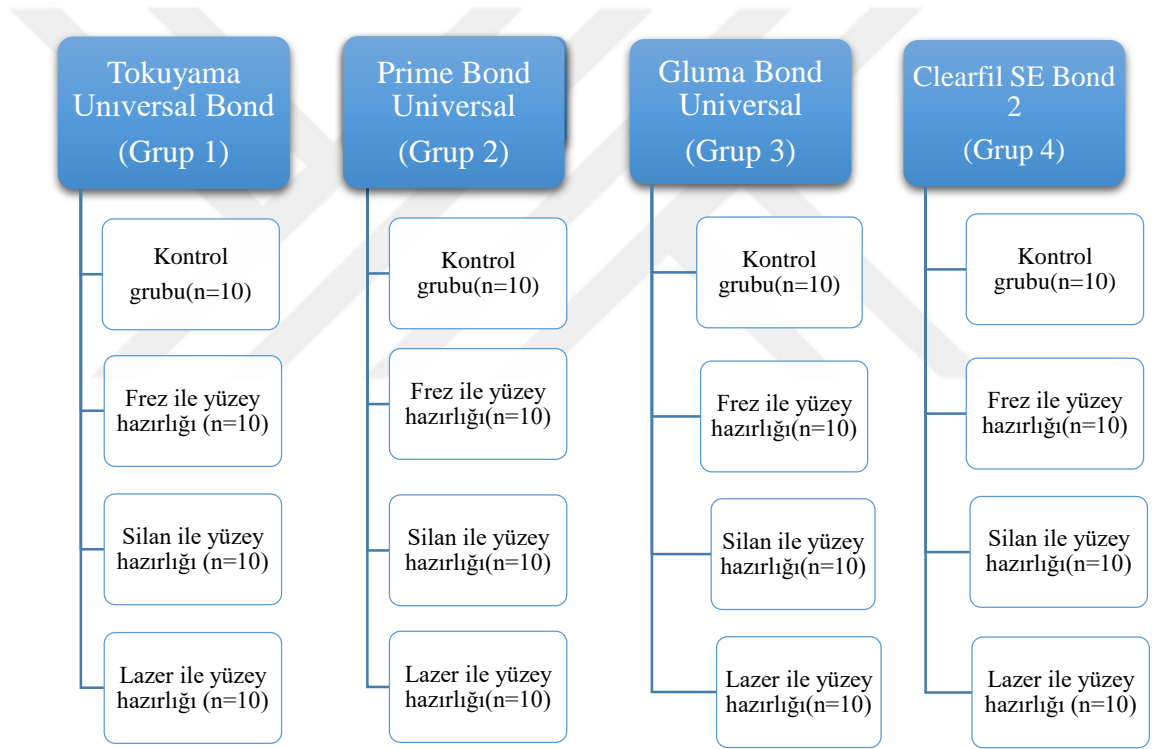 Tokuyama
Unıversal Bond
(Grup 1)
Kontrol
grubu(n=10)
Frez ile yüzey
hazırlığı (n=10)
Silan ile yüzey
hazırlığı (n=10)
Lazer ile yüzey
hazırlığı (n=10)
Prime Bond
Universal
(Grup 2)
Kontrol
grubu(n=10)
Frez ile yüzey
hazırlığı(n=10)
Silan ile yüzey
hazırlığı(n=10)
Lazer ile yüzey
hazırlığı(n=10)
Gluma Bond
Universal
(Grup 3)
Kontrol
grubu(n=10)
Frez ile yüzey
hazırlığı(n=10)
Silan ile yüzey
hazırlığı(n=10)
Lazer ile yüzey
hazırlığı(n=10)
Clearfil SE Bond
2
(Grup 4)
Kontrol
grubu(n=10)
Frez ile yüzey
hazırlığı(n=10)
Silan ile yüzey
hazırlığı(n=10)
Lazer ile yüzey
hazırlığı (n=10)